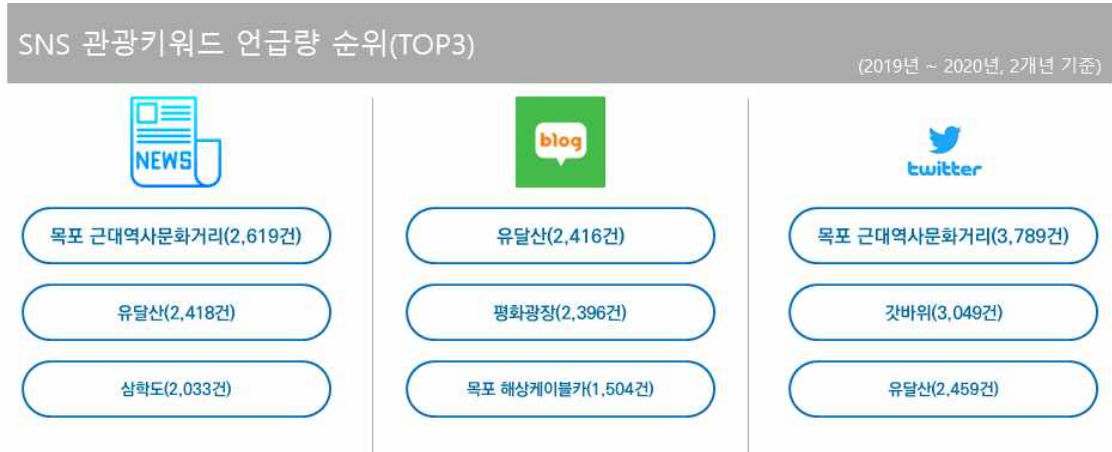 SNS 관광키워드 언급량 순위(TOP3)
(2019년 ~ 2020년, 2개년 기준)
NEWS
목포 근대역사문화거리(2,619건)
유달산(2,418건)
삼학도(2,033건)
blog
유달산(2,416건)
평화광장(2,396건)
목포 해상케이블카(1,504건)
twitter
목포 근대역사문화거리(3,789건)
갓바위(3,049건)
유달산(2,459건)